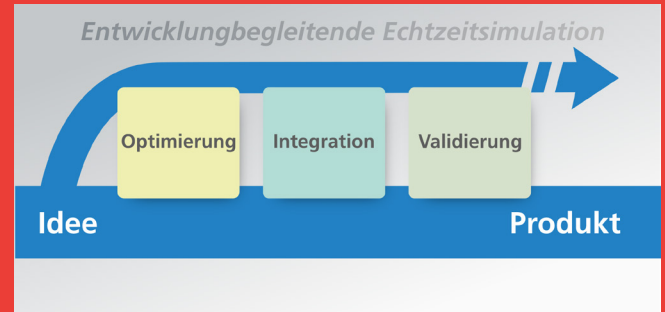 Entwicklungbegleitende Echtzeitsimulation
Optimierung
Integration
Validierung
Idee
Produkt